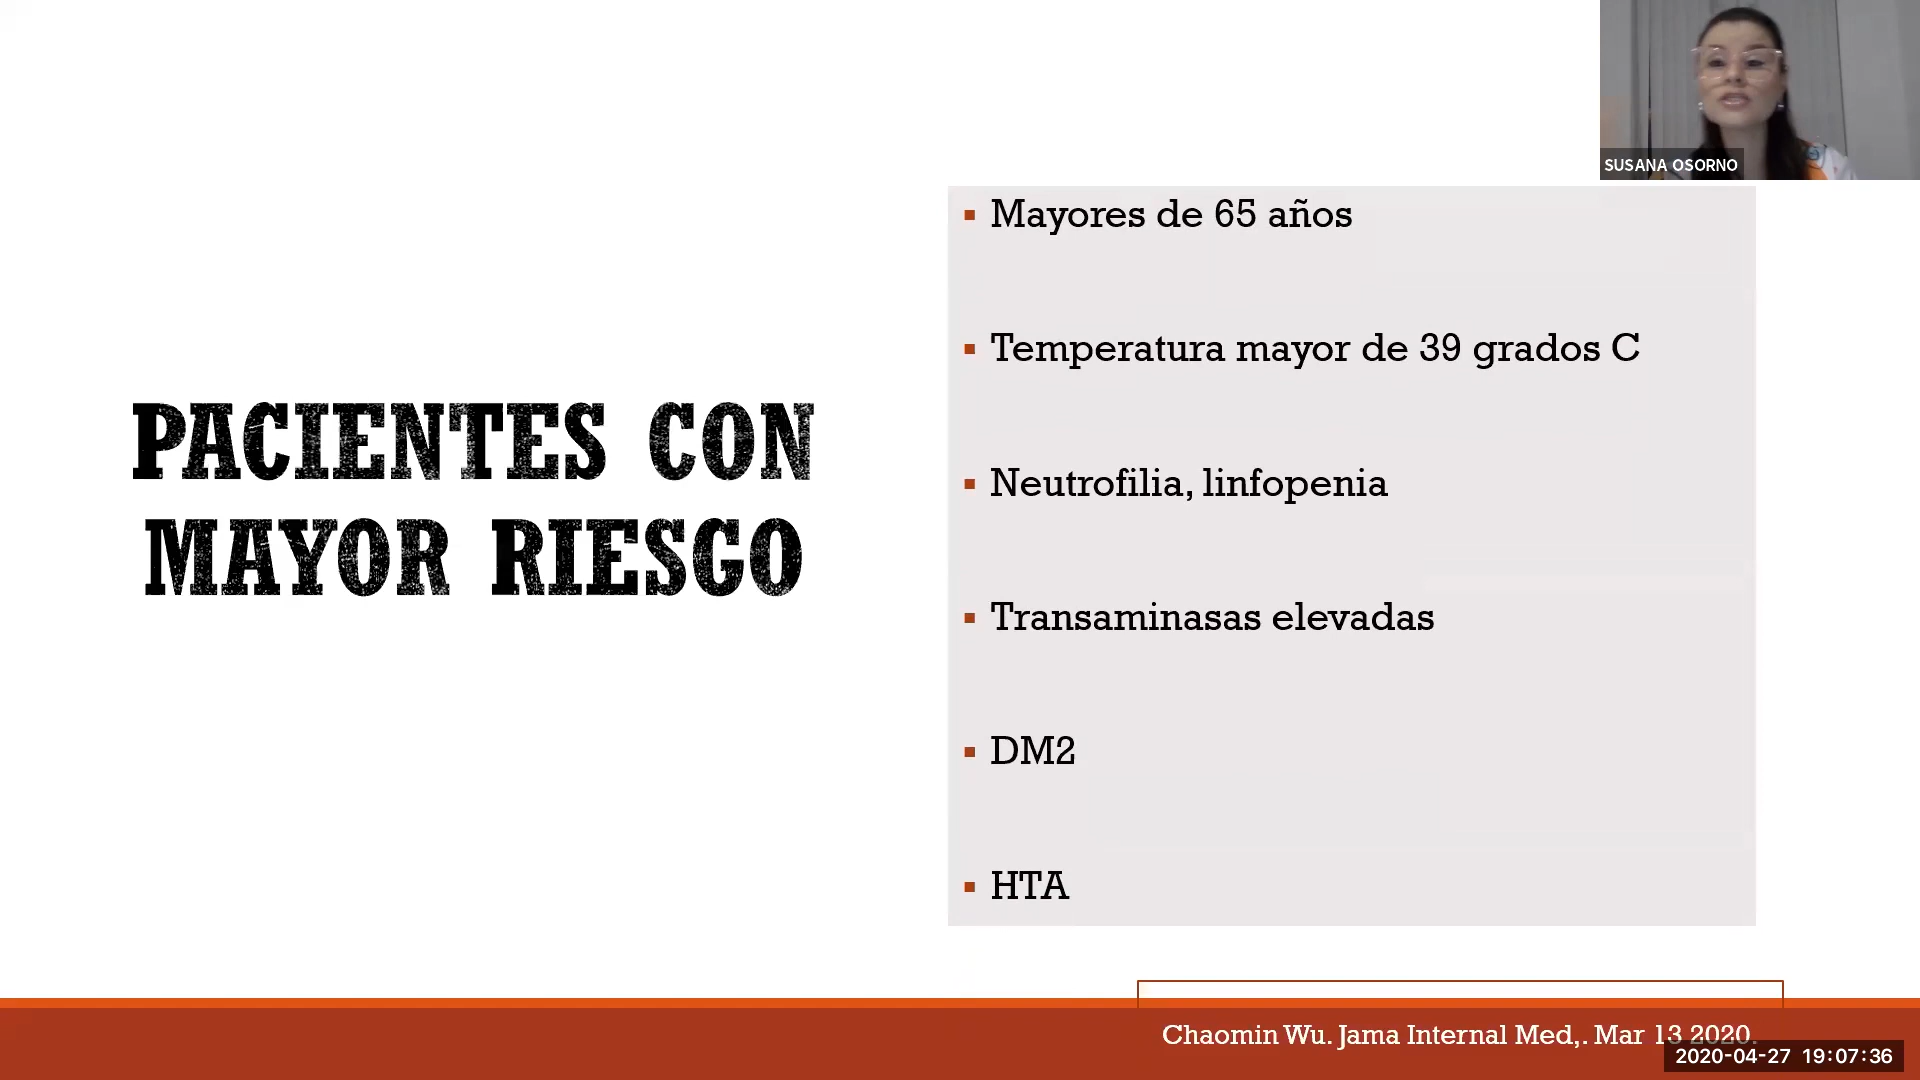 SUSANA OSORNO
PACIENTES CON
MAYOR RIESGO
Mayores de 65 años
Temperatura mayor de 39 grados C
Neutrofilia, linfopenia
Transaminasas elevadas
DM2
HTA
Chaomin Wu. Jama Internal Med,. Mar 13 2020.
2020-04-27 19:07:36